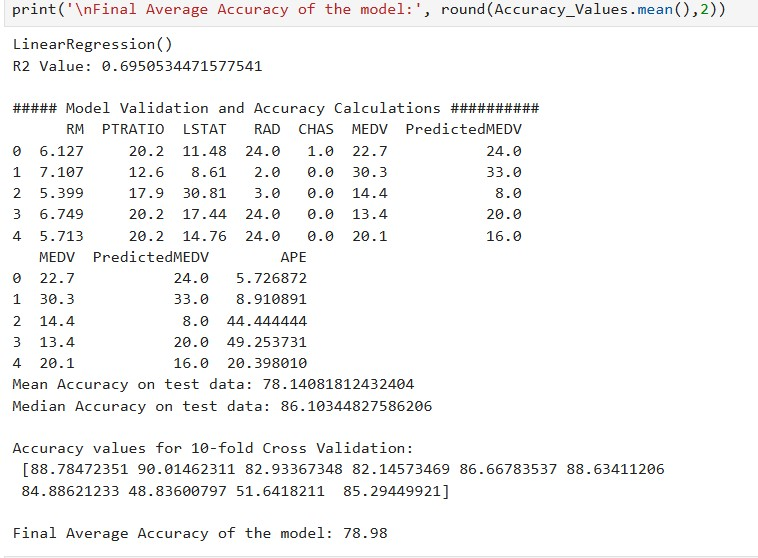 print('\nFinal Average Accuracy of the model:', round(Accuracy_Values.mean(),2))
LinearRegression()
R2 Value: 0.6950534471577541
##### Model Validation and Accuracy Calculations ##########
RM PTRATIO LSTAT RAD CHAS MEDV PredictedMEDV
0 6.127 20.2 11.48 24.0 1.0 22.7 24.0
1 7.107 12.6 8.61 2.0 0.0 30.3 33.0
2 5.399 17.9 30.81 3.0 0.0 14.4 8.0
3 6.749 20.2 17.44 24.0 0.0 13.4 20.0
4 5.713 20.2 14.76 24.0 0.0 20.1 16.0
MEDV PredictedMEDV APE
0 22.7 24.0 5.726872
1 30.3 33.0 8.910891
2 14.4 8.0 44.444444
3 13.4 20.0 49.253731
4 20.1 16.0 20.398010
Mean Accuracy on test data: 78.14081812432404
Median Accuracy on test data: 86.10344827586206
Accuracy values for 10-fold Cross Validation:
[88.78472351 90.01462311 82.93367348 82.14573469 86.66783537 88.63411206
84.88621233 48.83600797 51.6418211 85.29449921]
Final Average Accuracy of the model: 78.98